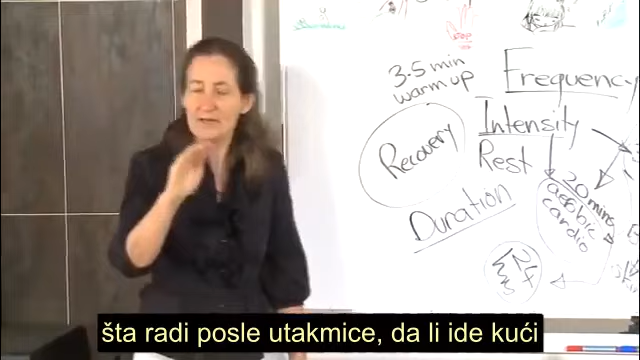 3.5 min
warm up
Frequency
Intensity
Recovery
Rest
20 mins
aerobic
cardio
Duration
šta radi posle utakmice, da li ide kući